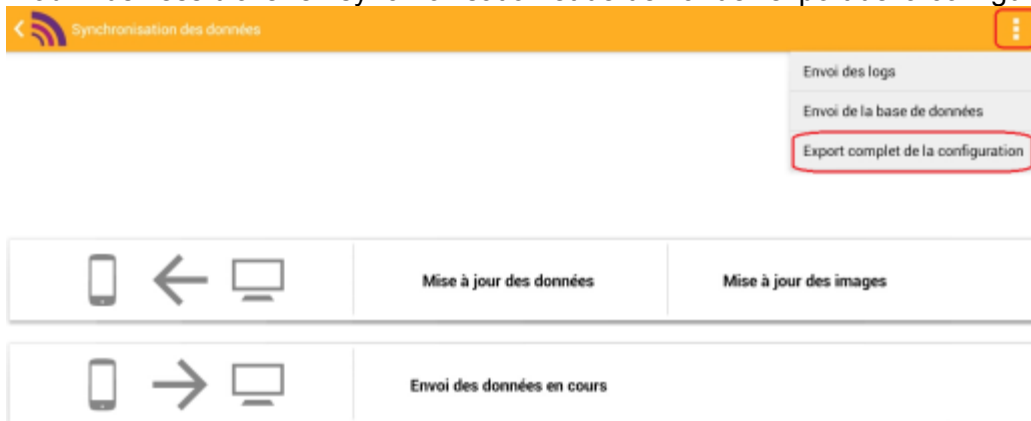 Synchronisation des données
Envoi des logs
Envoi de la base de données
Export complet de la configuration
Mise à jour des données
Mise à jour des images
Envoi des données en cours